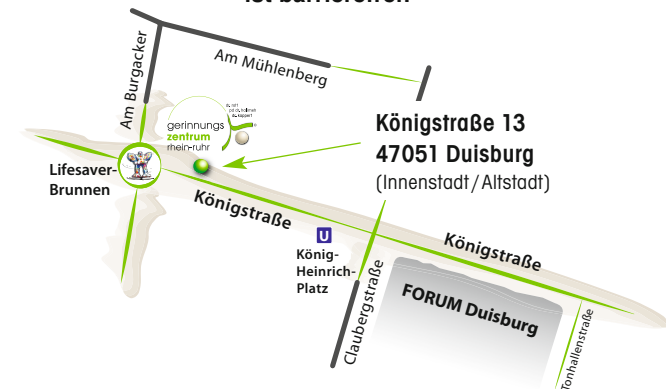 ist barrierefrei
Am Burgacker
Am Mühlenberg
gerinnungs
zentrum
rhein-ruhr
Königstraße 13
47051 Duisburg
(Innenstadt/Altstadt)
Lifesaver-
Brunnen
Königstraße
U
König-
Heinrich-
Platz
Königstraße
Claubergstraße
FORUM Duisburg
Tonhallenstraße